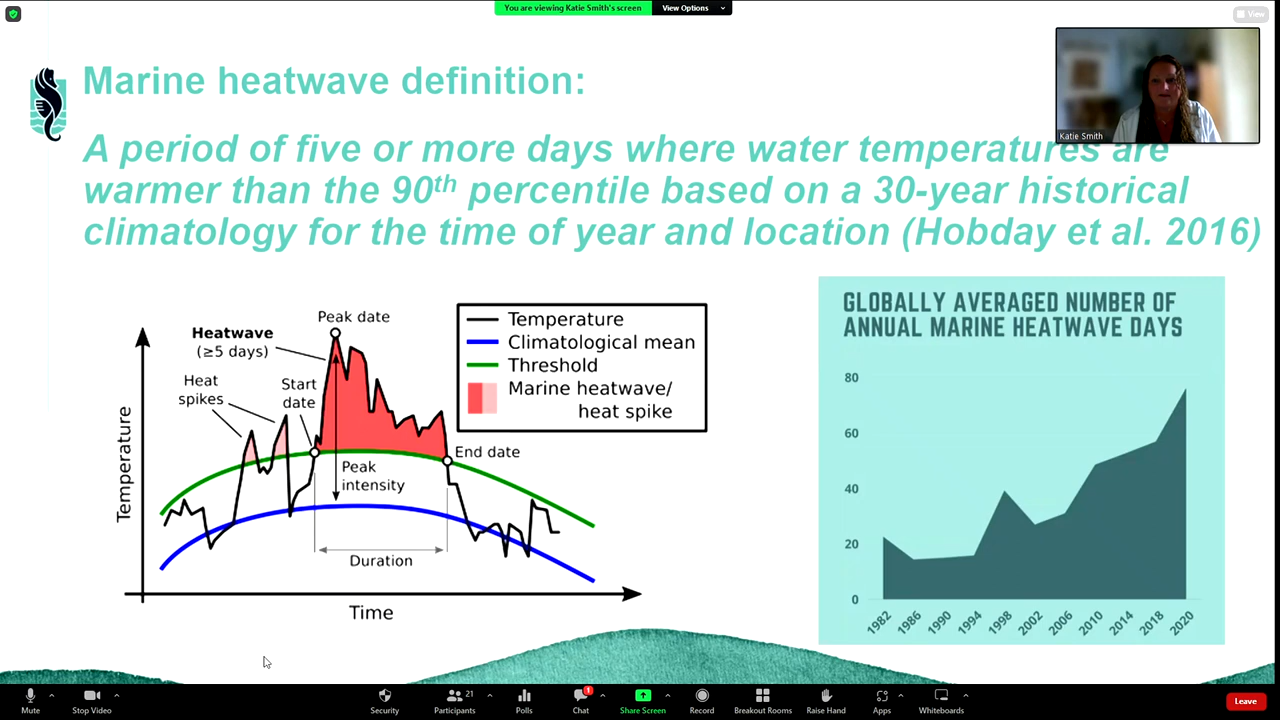 You are viewing Katie Smith's screen
View Options
View
Marine heatwave definition:
Katie Smith
A period of five or more days where water temperatures are
warmer than the 90th percentile based on a 30-year historical
climatology for the time of year and location (Hobday et al. 2016)
Peak date
Heatwave
(≥5 days)
Heat
spikes
Start
date
Temperature
Climatological mean
Threshold
Marine heatwave/
heat spike
End date
Peak
intensity
Duration
Temperature
Time
GLOBALLY AVERAGED NUMBER OF
ANNUAL MARINE HEATWAVE DAYS
80
60
40
20
0
1982 1986 1990 1994 1998 2002 2006 2010 2014 2018 2020
Mute
Stop Video
Security
21
Participants
Polls
1
Chat
Share Screen
Record
Breakout Rooms
Raise Hand
Apps
Whiteboards
Leave